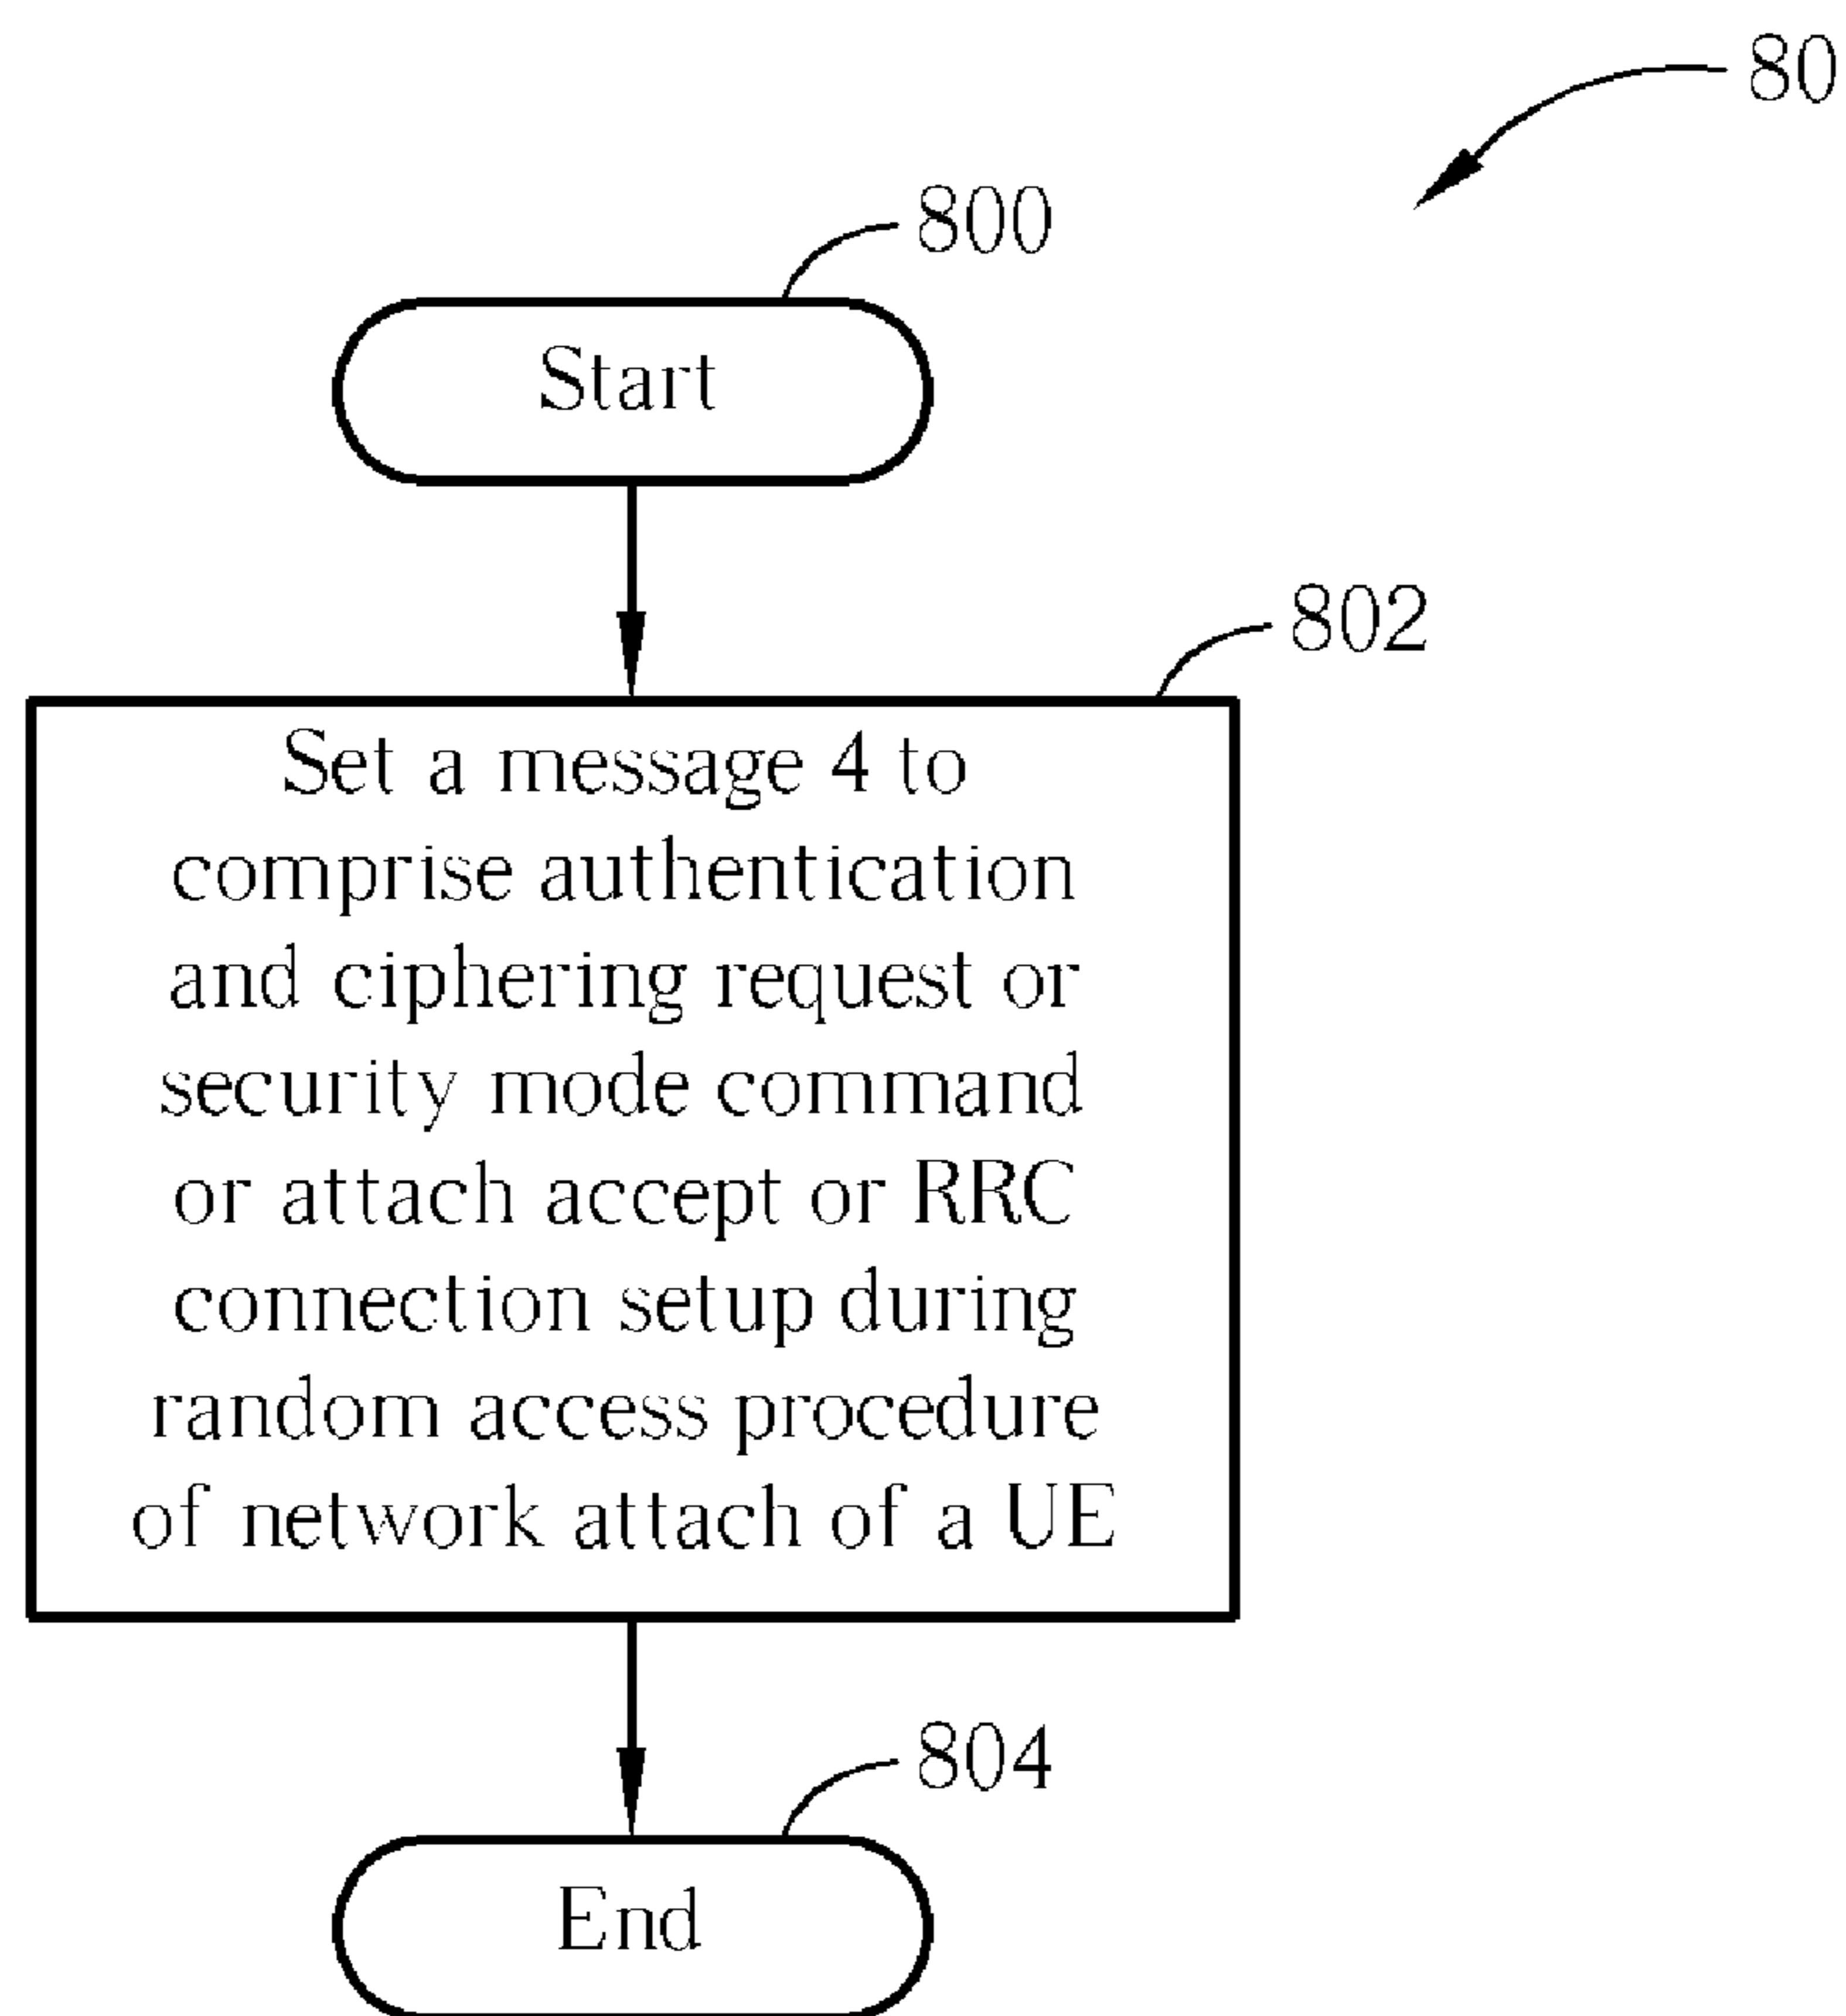 80
800
Start
802
Set a message 4 to
comprise authentication
and ciphering request or
security mode command
or attach accept or RRC
connection setup during
random access procedure
of network attach of a UE
804
End